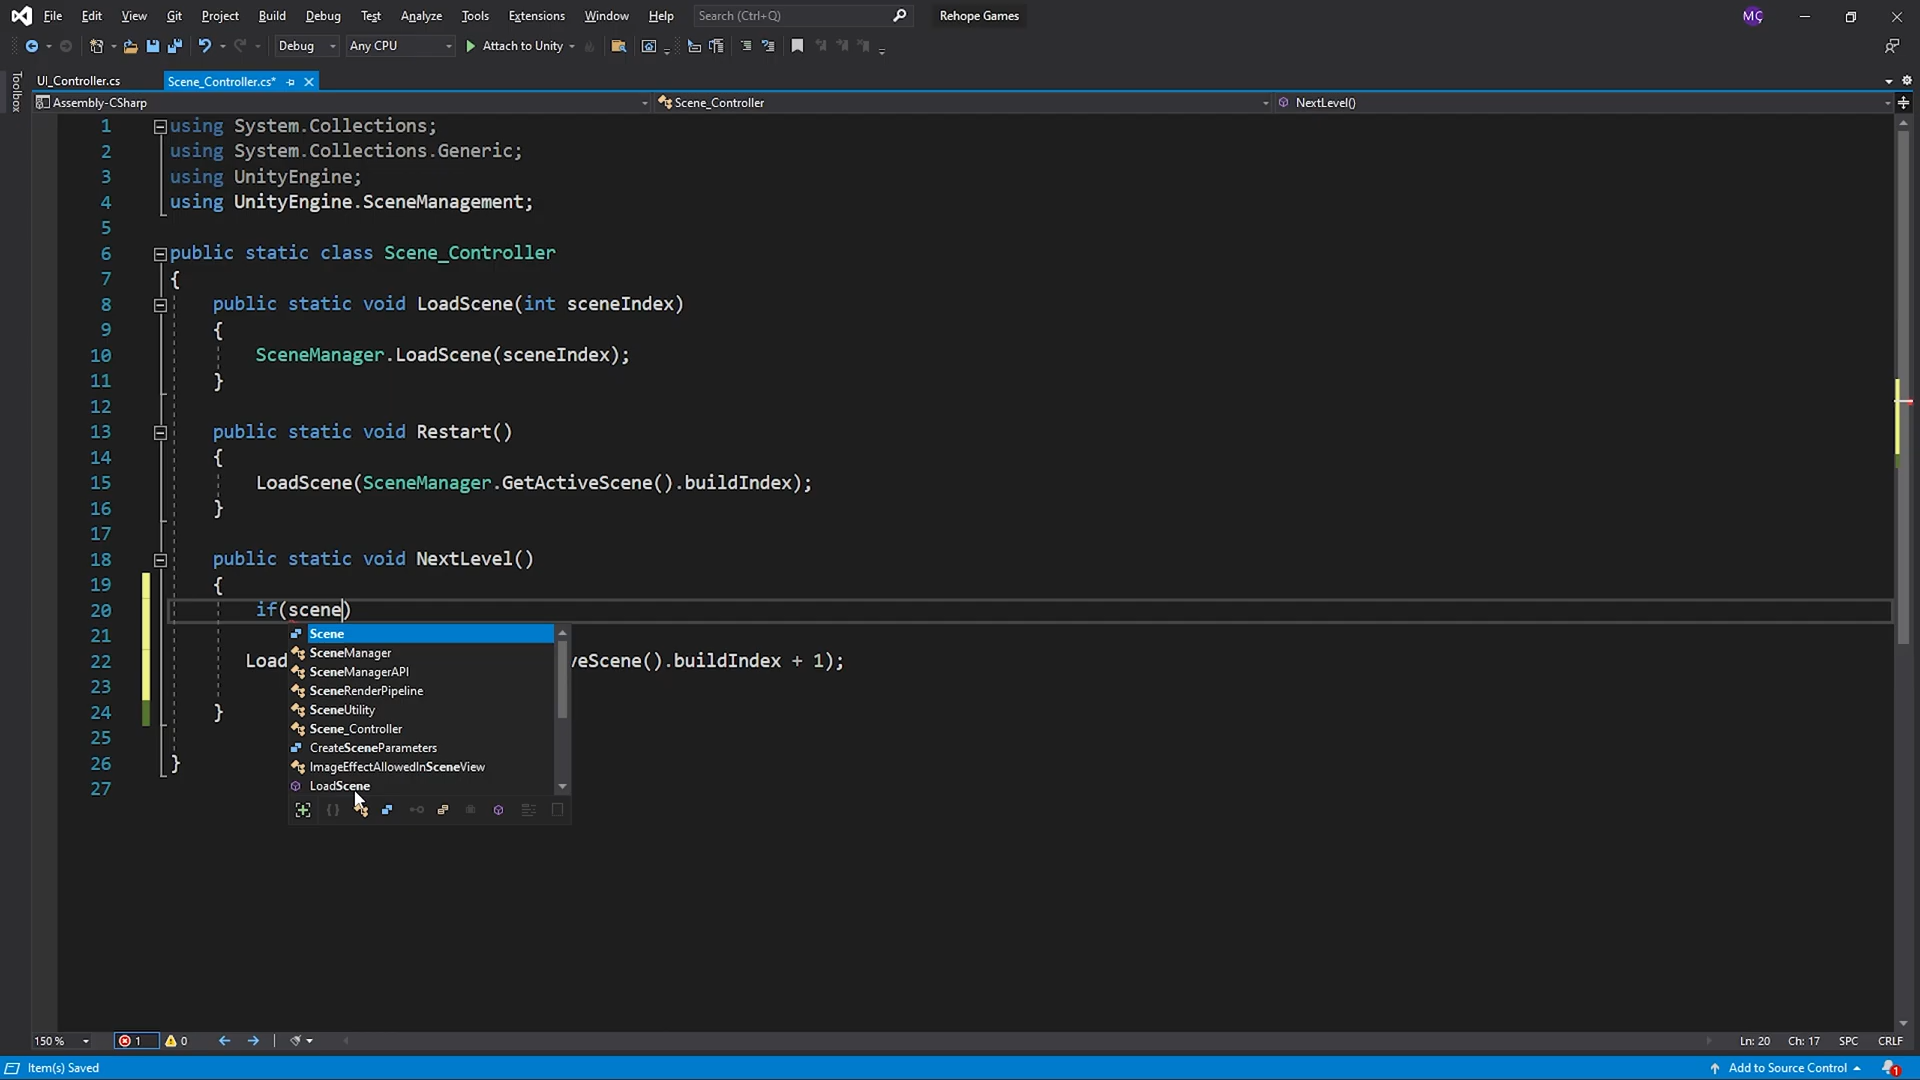 File Edit View Git Project Build Debug Test Analyze Tools Extensions Window Help Search (Ctrl+Q) Rehope Games MÇ
Debug Any CPU Attach to Unity
Toolbox
UI_Controller.cs Scene_Controller.cs*
Assembly-CSharp Scene_Controller NextLevel()
1 using System.Collections;
2 using System.Collections.Generic;
3 using UnityEngine;
4 using UnityEngine.SceneManagement;
5
6 public static class Scene_Controller
7 {
8 public static void LoadScene(int sceneIndex)
9 {
10 SceneManager.LoadScene(sceneIndex);
11 }
12
13 public static void Restart()
14 {
15 LoadScene(SceneManager.GetActiveScene().buildIndex);
16 }
17
18 public static void NextLevel()
19 {
20 if(scene)
21
22 Load veScene().buildIndex + 1);
23
24 }
25
26 }
27
Scene
SceneManager
SceneManagerAPI
SceneRenderPipeline
SceneUtility
Scene_Controller
CreateSceneParameters
ImageEffectAllowedInSceneView
LoadScene
150 % 1 0 Ln: 20 Ch: 17 SPC CRLF
Item(s) Saved Add to Source Control 1